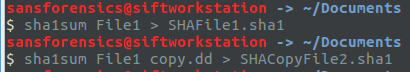 sansforensics@siftworkstation -> ~/Documents
$ sha1sum File1 > SHAFile1.sha1
sansforensics@siftworkstation -> ~/Documents
$ sha1sum File1 copy.dd > SHACopyFile2.sha1